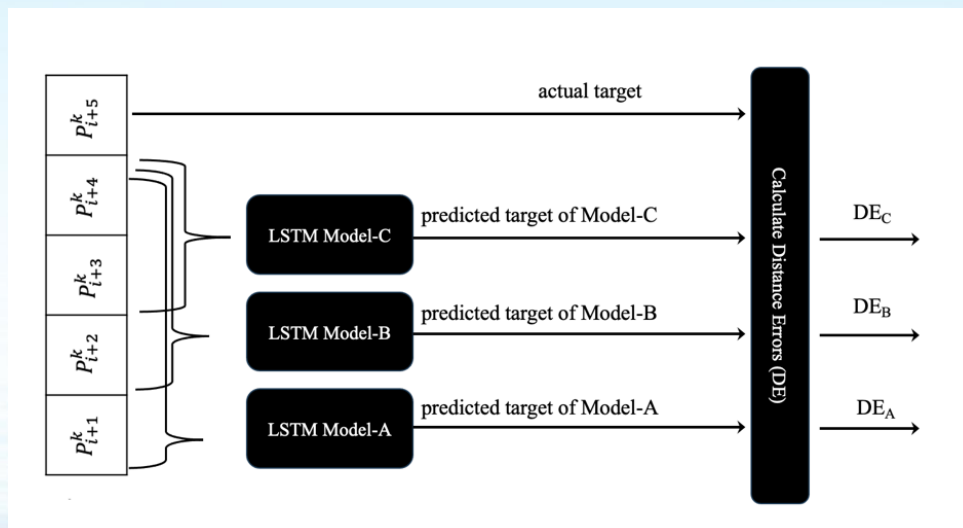 P^k_{i+5}
actual target
P^k_{i+4}
LSTM Model-C
predicted target of Model-C
DE_C
P^k_{i+3}
LSTM Model-B
predicted target of Model-B
DE_B
P^k_{i+2}
LSTM Model-A
predicted target of Model-A
DE_A
P^k_{i+1}
Calculate Distance Errors (DE)